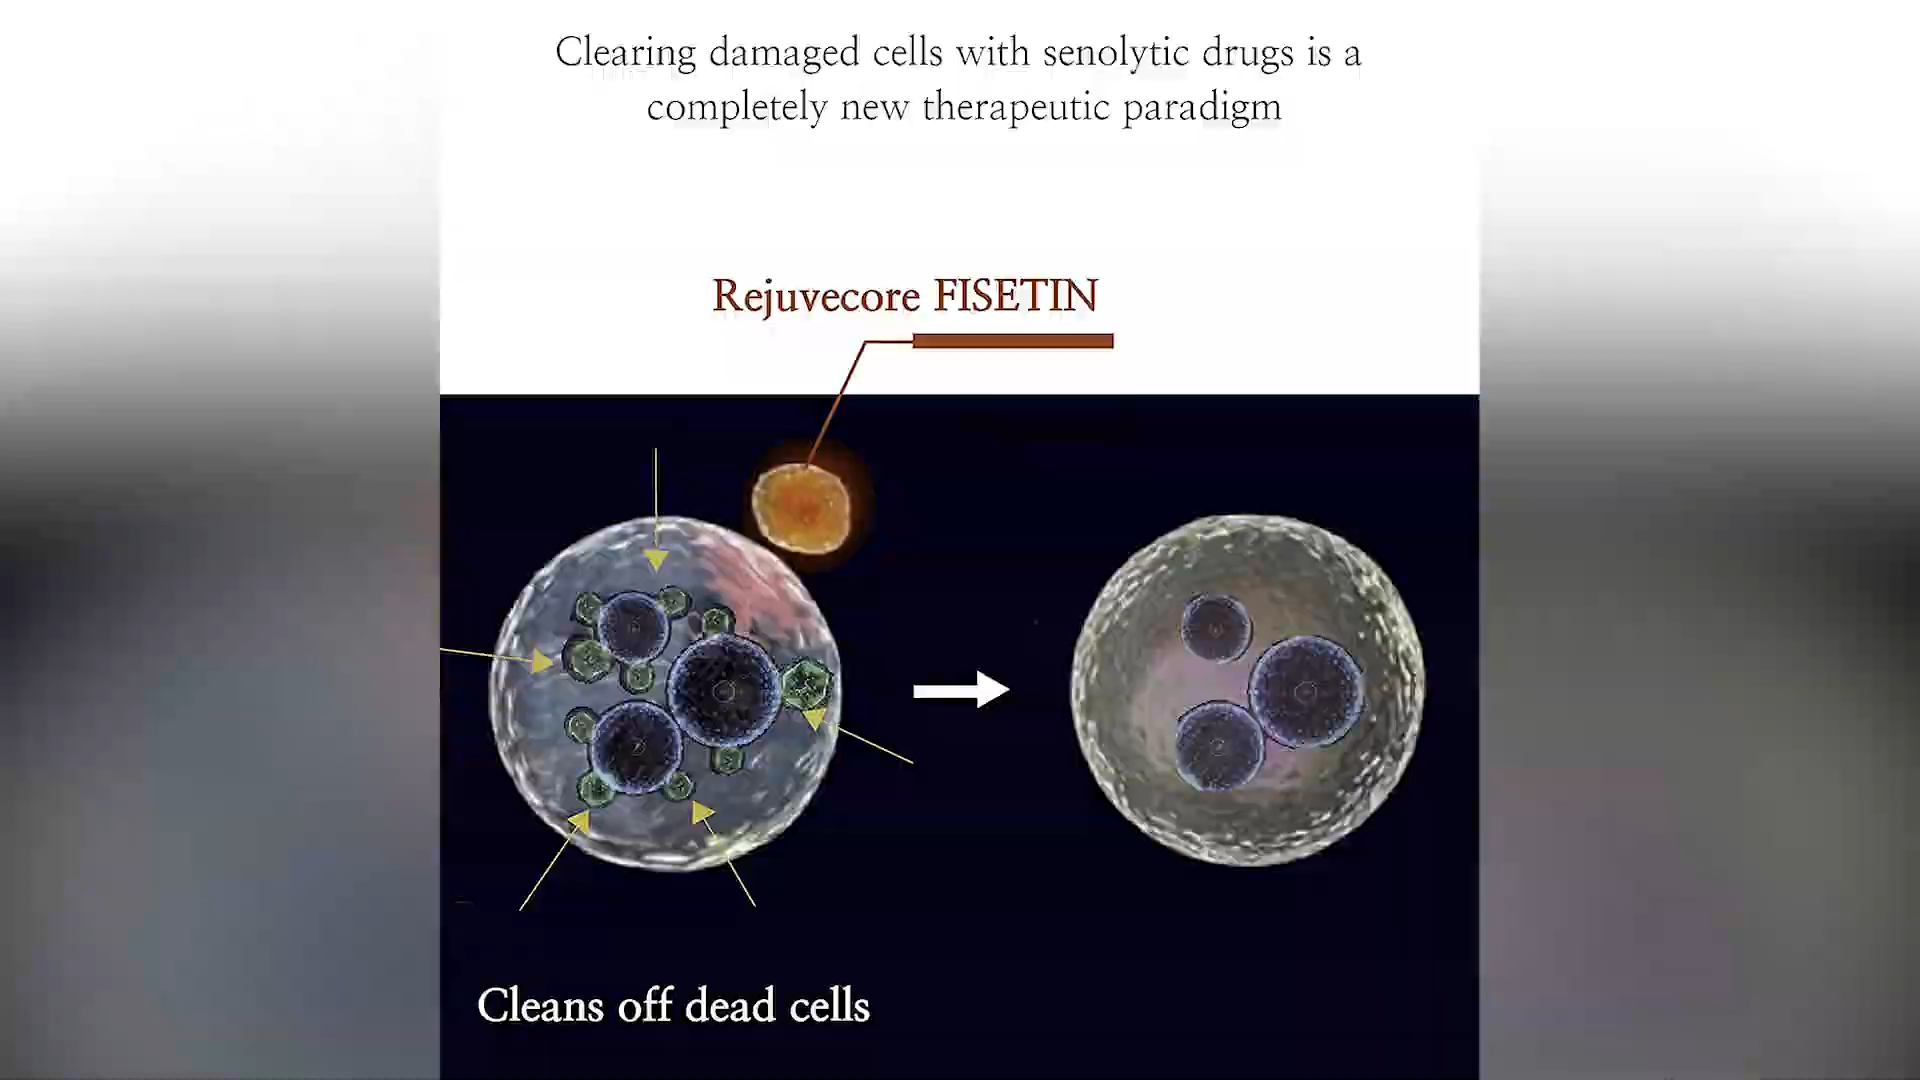 Clearing damaged cells with senolytic drugs is a
completely new therapeutic paradigm
Rejuvecore FISETIN
Cleans off dead cells